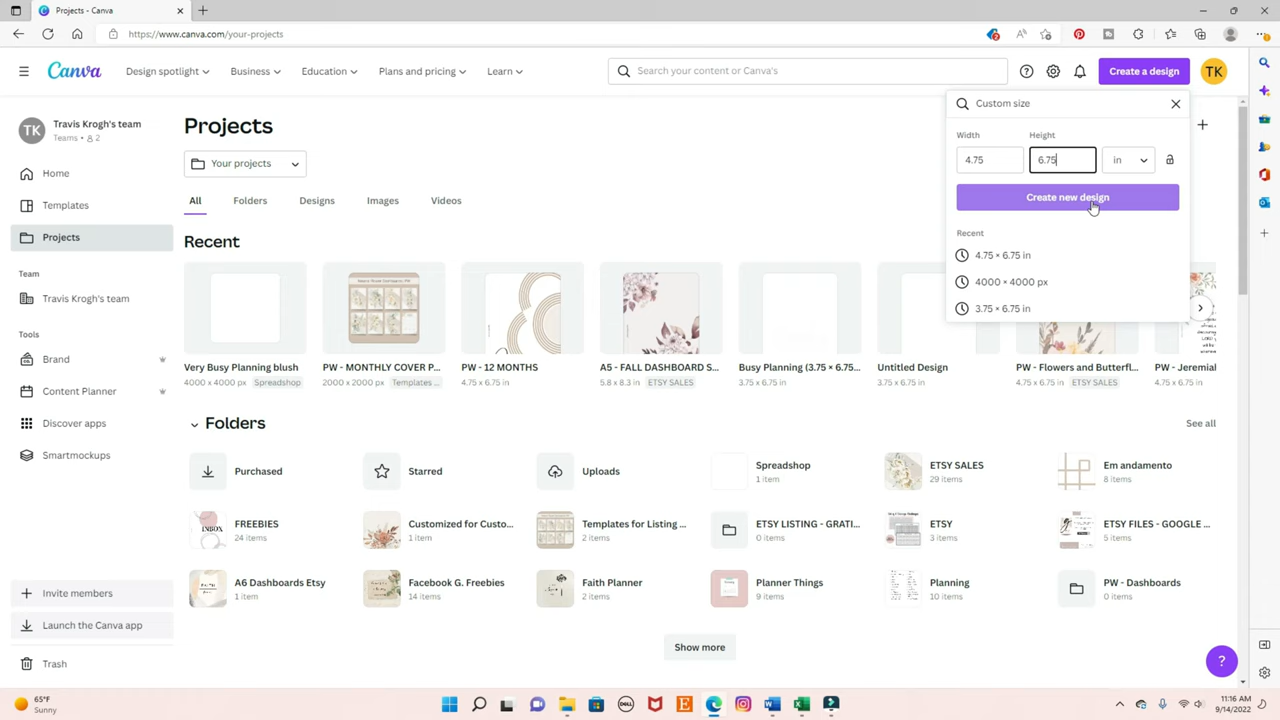 Projects - Canva
https://www.canva.com/your-projects
Canva
Design spotlight
Business
Education
Plans and pricing
Learn
Search your content or Canva's
Create a design
TK
TK
Travis Krogh's team
Teams • 2
Home
Templates
Projects
Team
Travis Krogh's team
Tools
Brand
Content Planner
Discover apps
Smartmockups
Invite members
Launch the Canva app
Trash
Projects
Your projects
All
Folders
Designs
Images
Videos
Custom size
Width
Height
4.75
6.75
in
Create new design
Recent
4.75 × 6.75 in
4000 × 4000 px
3.75 × 6.75 in
Recent
Very Busy Planning blush
4000 x 4000 px
Spreadshop
PW - MONTHLY COVER P...
2000 x 2000 px
Templates ...
PW - 12 MONTHS
4.75 x 6.75 in
A5 - FALL DASHBOARD S...
5.8 x 8.3 in
ETSY SALES
Busy Planning (3.75 × 6.75...
3.75 x 6.75 in
Untitled Design
3.75 x 6.75 in
PW - Flowers and Butterfl...
4.75 x 6.75 in
ETSY SALES
PW - Jeremia
4.75 x 6.75 in
Folders
See all
Purchased
Starred
Uploads
Spreadshop
1 item
ETSY SALES
29 items
Em andamento
8 items
INBOX
FREEBIES
24 items
Customized for Custo...
1 item
Templates for Listing ...
2 items
ETSY LISTING - GRATI...
0 items
ETSY
3 items
ETSY FILES - GOOGLE ...
5 items
A6 Dashboards Etsy
1 item
Facebook G. Freebies
14 items
Faith Planner
2 items
Planner Things
9 items
Planning
10 items
PW - Dashboards
0 items
Show more
?
65°F
Sunny
DELL
11:16 AM
9/14/2022